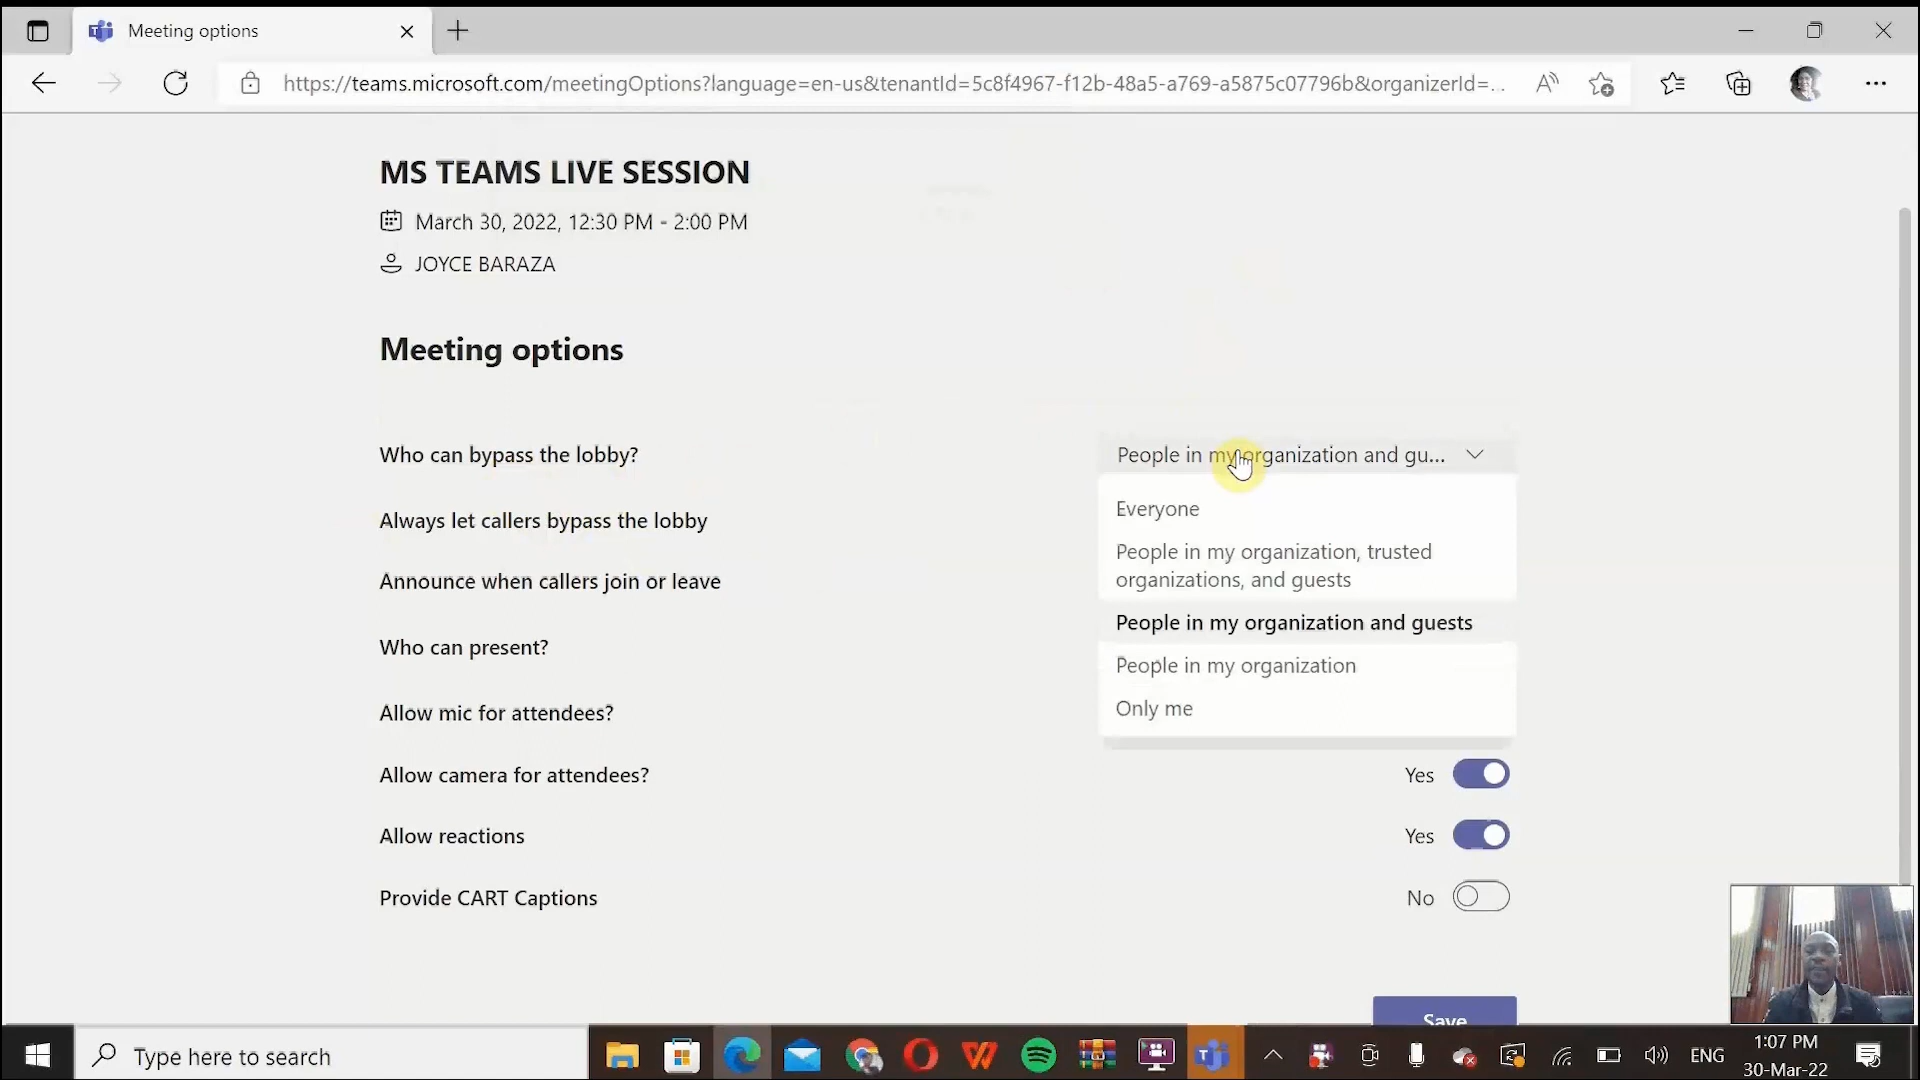 Meeting options
https://teams.microsoft.com/meetingOptions?language=en-us&tenantId=5c8f4967-f12b-48a5-a769-a5875c07796b&organizerId=...
MS TEAMS LIVE SESSION
March 30, 2022, 12:30 PM - 2:00 PM
JOYCE BARAZA
Meeting options
Who can bypass the lobby?
People in my organization and gu...
Everyone
Always let callers bypass the lobby
People in my organization, trusted
organizations, and guests
Announce when callers join or leave
People in my organization and guests
Who can present?
People in my organization
Only me
Allow mic for attendees?
Allow camera for attendees?
Yes
Allow reactions
Yes
Provide CART Captions
No
Save
Type here to search
ENG
1:07 PM
30-Mar-22